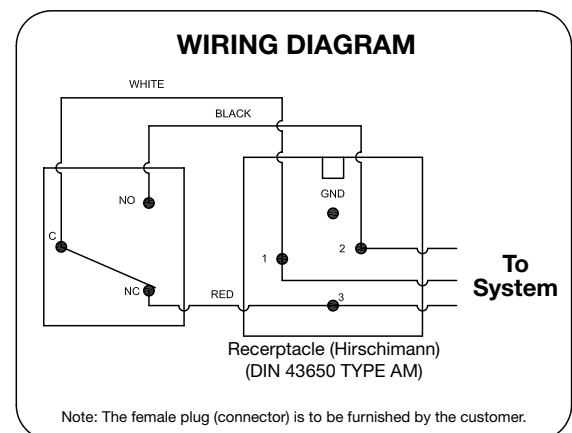 WIRING DIAGRAM
WHITE
BLACK
NO
GND
C
1
2
To
System
NC
RED
3
Recerptacle (Hirschimann)
(DIN 43650 TYPE AM)
Note: The female plug (connector) is to be furnished by the customer.